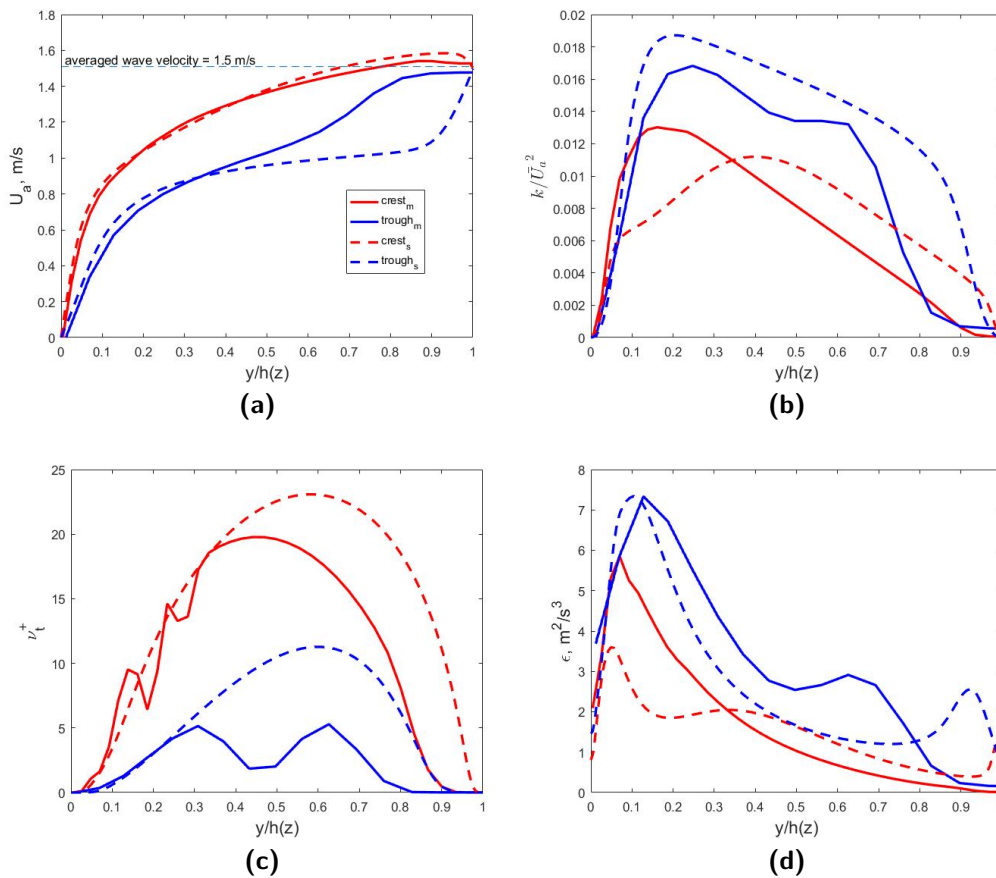 1.8
1.6
averaged wave velocity = 1.5 m/s
1.4
1.2
1
0.8
0.6
0.4
0.2
0
U_a, m/s
crest_m
trough_m
crest_s
trough_s
0 0.1 0.2 0.3 0.4 0.5 0.6 0.7 0.8 0.9 1
y/h(z)
(a)
0.02
0.018
0.016
0.014
0.012
0.01
0.008
0.006
0.004
0.002
0
k/Ū_a^2
0 0.1 0.2 0.3 0.4 0.5 0.6 0.7 0.8 0.9
y/h(z)
(b)
25
20
15
10
5
0
ν_t^+
0 0.1 0.2 0.3 0.4 0.5 0.6 0.7 0.8 0.9 1
y/h(z)
(c)
8
7
6
5
4
3
2
1
0
ϵ, m^2/s^3
0 0.1 0.2 0.3 0.4 0.5 0.6 0.7 0.8 0.9
y/h(z)
(d)